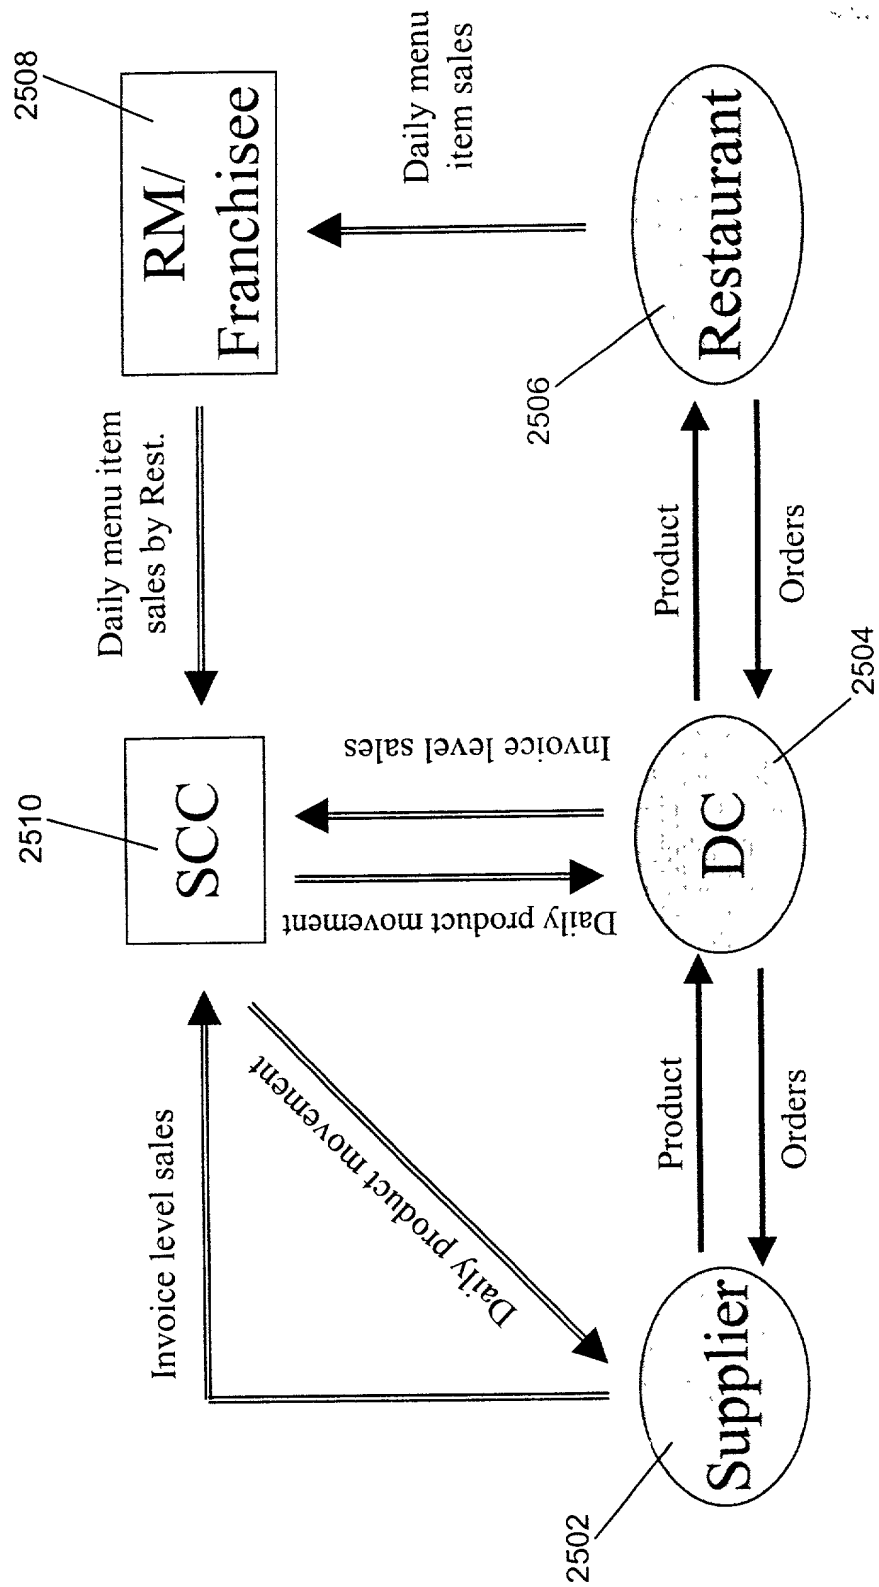 2510
2508
SCC
RM/
Franchisee
Daily menu item
sales by Rest.
Invoice level sales
Daily product movement
Daily product movement
Invoice level sales
Daily menu
item sales
2502
Supplier
Product
Orders
DC
2504
Product
Orders
2506
Restaurant